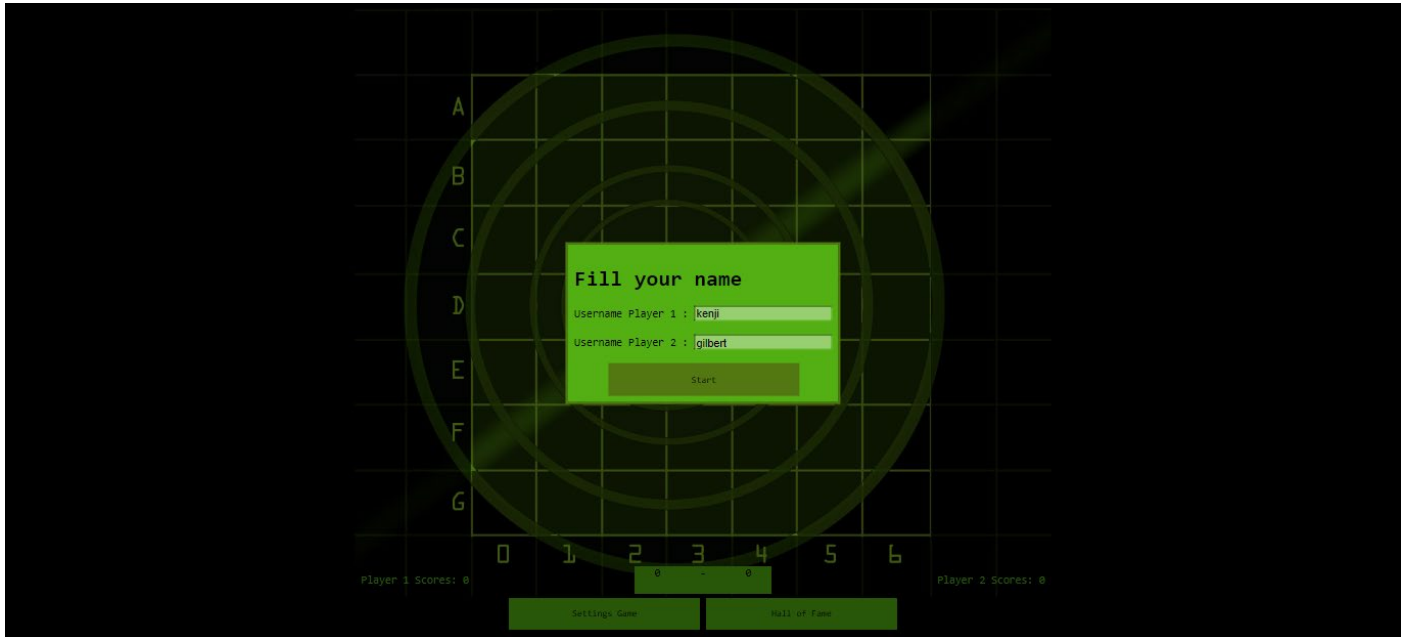 A
B
C
Fill your name
D
Username Player 1 : kenji
Username Player 2 : gilbert
E
Start
F
G
0 1 2 3 4 5 6
Player 1 Scores: 0
0 - 0
Player 2 Scores: 0
Settings Game
Hall of Fame